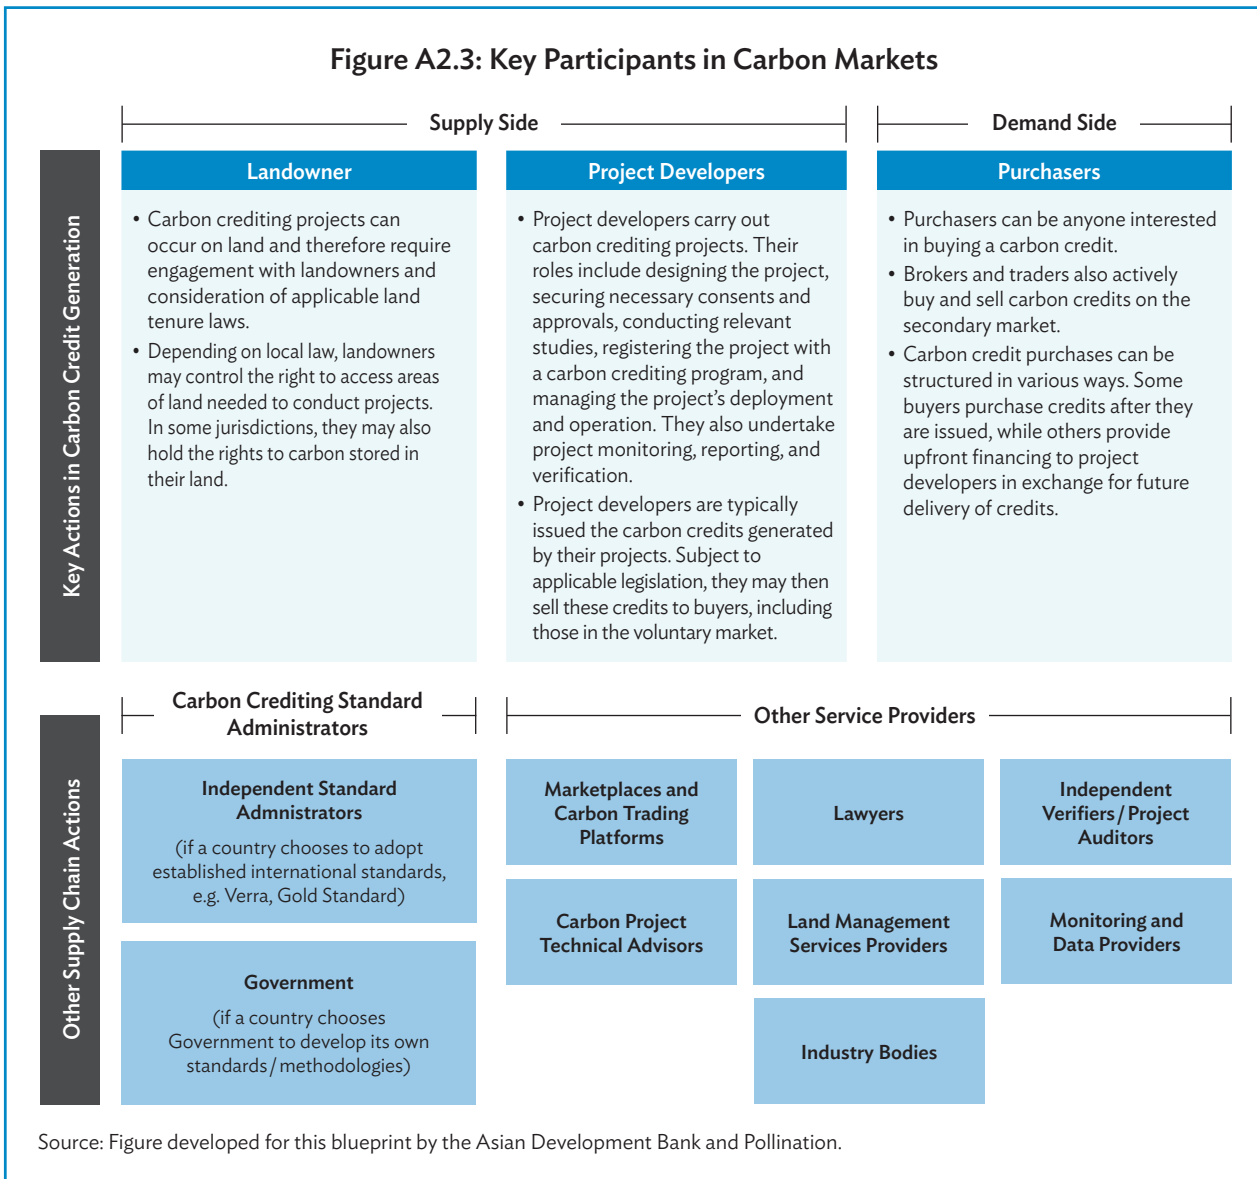 Figure A2.3: Key Participants in Carbon Markets
Supply Side
Demand Side
Key Actions in Carbon Credit Generation
Landowner
• Carbon crediting projects can
occur on land and therefore require
engagement with landowners and
consideration of applicable land
tenure laws.
• Depending on local law, landowners
may control the right to access areas
of land needed to conduct projects.
In some jurisdictions, they may also
hold the rights to carbon stored in
their land.
Project Developers
• Project developers carry out
carbon crediting projects. Their
roles include designing the project,
securing necessary consents and
approvals, conducting relevant
studies, registering the project with
a carbon crediting program, and
managing the project's deployment
and operation. They also undertake
project monitoring, reporting, and
verification.
• Project developers are typically
issued the carbon credits generated
by their projects. Subject to
applicable legislation, they may then
sell these credits to buyers, including
those in the voluntary market.
Purchasers
• Purchasers can be anyone interested
in buying a carbon credit.
• Brokers and traders also actively
buy and sell carbon credits on the
secondary market.
• Carbon credit purchases can be
structured in various ways. Some
buyers purchase credits after they
are issued, while others provide
upfront financing to project
developers in exchange for future
delivery of credits.
Other Supply Chain Actions
Carbon Crediting Standard
Administrators
Independent Standard
Admnistrators
(if a country chooses to adopt
established international standards,
e.g. Verra, Gold Standard)
Government
(if a country chooses
Government to develop its own
standards / methodologies)
Other Service Providers
Marketplaces and
Carbon Trading
Platforms
Lawyers
Independent
Verifiers / Project
Auditors
Carbon Project
Technical Advisors
Land Management
Services Providers
Monitoring and
Data Providers
Industry Bodies
Source: Figure developed for this blueprint by the Asian Development Bank and Pollination.